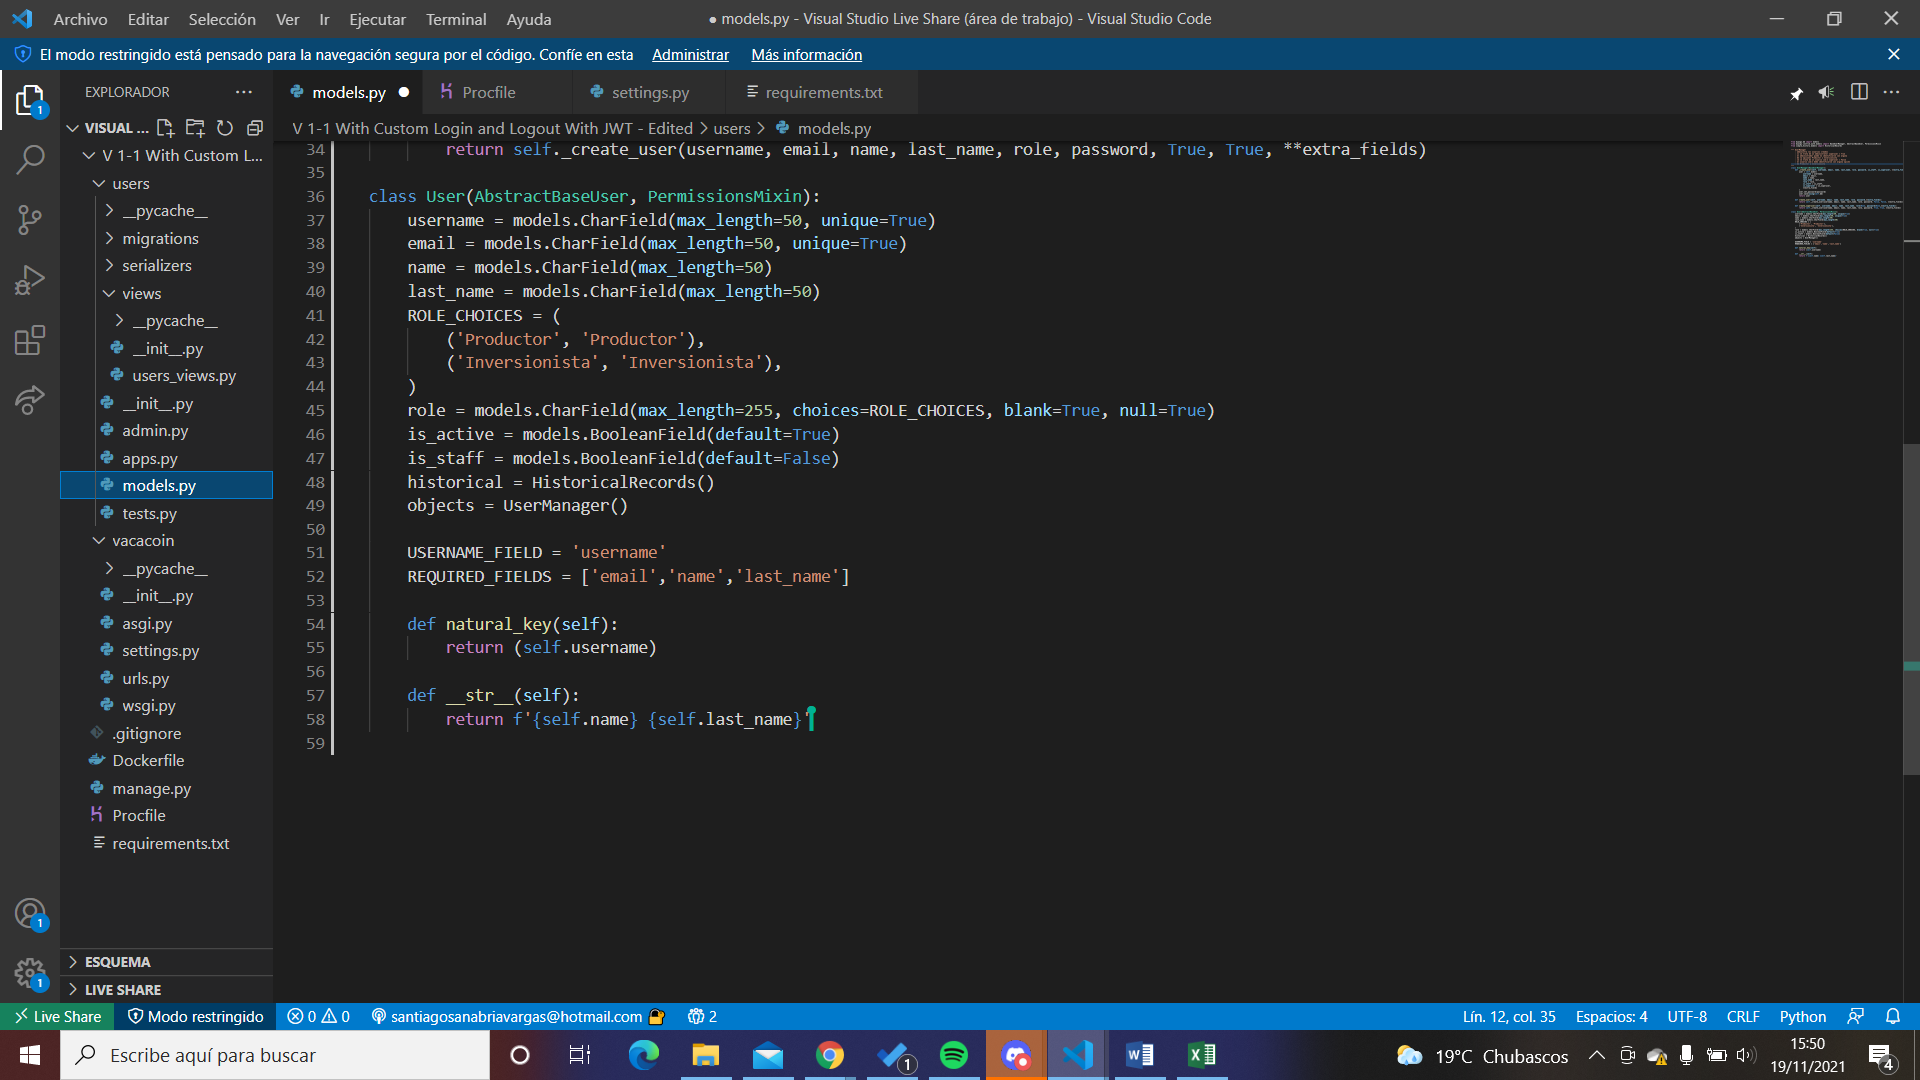 Archivo Editar Selección Ver Ir Ejecutar Terminal Ayuda
● models.py - Visual Studio Live Share (área de trabajo) - Visual Studio Code
El modo restringido está pensado para la navegación segura por el código. Confíe en esta Administrar Más información
EXPLORADOR
models.py Procfile settings.py requirements.txt
VISUAL ...
V 1-1 With Custom Login and Logout With JWT - Edited > users > models.py
V 1-1 With Custom L...
users
__pycache__
migrations
serializers
views
__pycache__
__init__.py
users_views.py
__init__.py
admin.py
apps.py
models.py
tests.py
vacacoin
__pycache__
__init__.py
asgi.py
settings.py
urls.py
wsgi.py
.gitignore
Dockerfile
manage.py
Procfile
requirements.txt
ESQUEMA
LIVE SHARE
34 return self._create_user(username, email, name, last_name, role, password, True, True, **extra_fields)
35
36 class User(AbstractBaseUser, PermissionsMixin):
37 username = models.CharField(max_length=50, unique=True)
38 email = models.CharField(max_length=50, unique=True)
39 name = models.CharField(max_length=50)
40 last_name = models.CharField(max_length=50)
41 ROLE_CHOICES = (
42 ('Productor', 'Productor'),
43 ('Inversionista', 'Inversionista'),
44 )
45 role = models.CharField(max_length=255, choices=ROLE_CHOICES, blank=True, null=True)
46 is_active = models.BooleanField(default=True)
47 is_staff = models.BooleanField(default=False)
48 historical = HistoricalRecords()
49 objects = UserManager()
50
51 USERNAME_FIELD = 'username'
52 REQUIRED_FIELDS = ['email','name','last_name']
53
54 def natural_key(self):
55 return (self.username)
56
57 def __str__(self):
58 return f'{self.name} {self.last_name}'
59
1
1
1
Live Share Modo restringido 0 0 santiagosanabriavargas@hotmail.com 2 Lín. 12, col. 35 Espacios: 4 UTF-8 CRLF Python
Escribe aquí para buscar
1
19°C Chubascos
15:50
19/11/2021
4